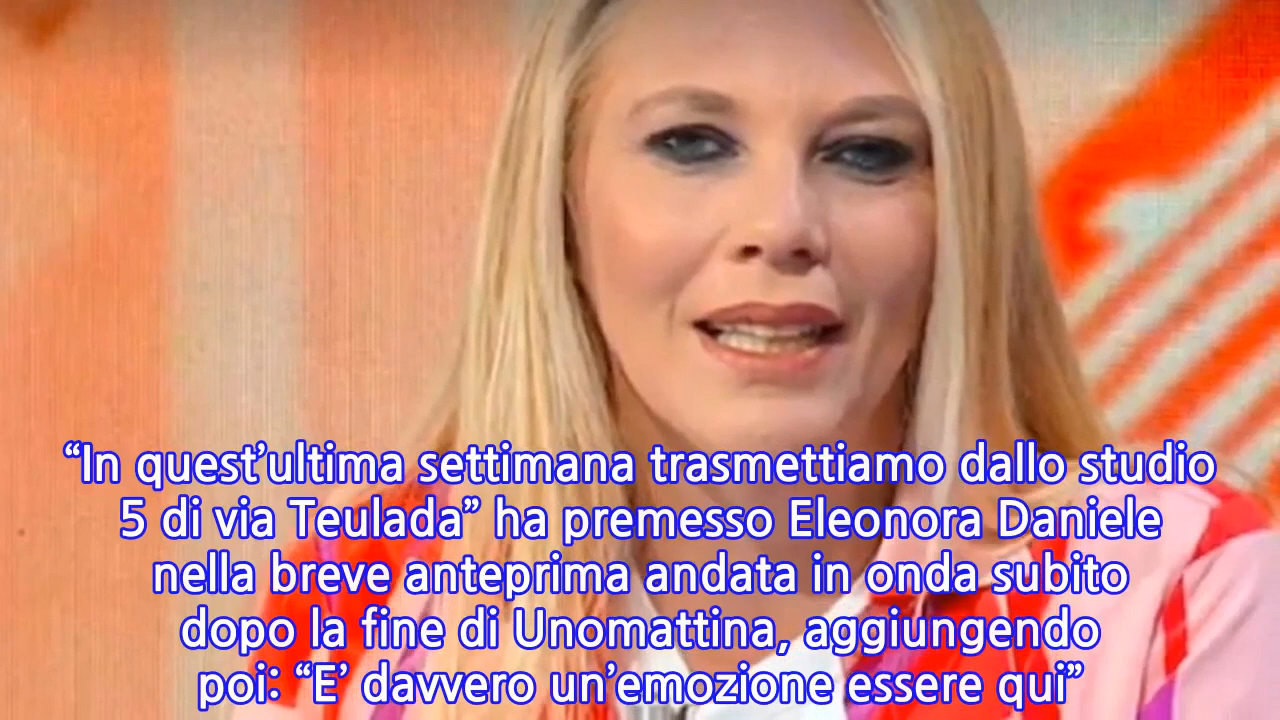 “In quest’ultima settimana trasmettiamo dallo studio
5 di via Teulada” ha premesso Eleonora Daniele
nella breve anteprima andata in onda subito
dopo la fine di Unomattina, aggiungendo
poi: “E’ davvero un’emozione essere qui”